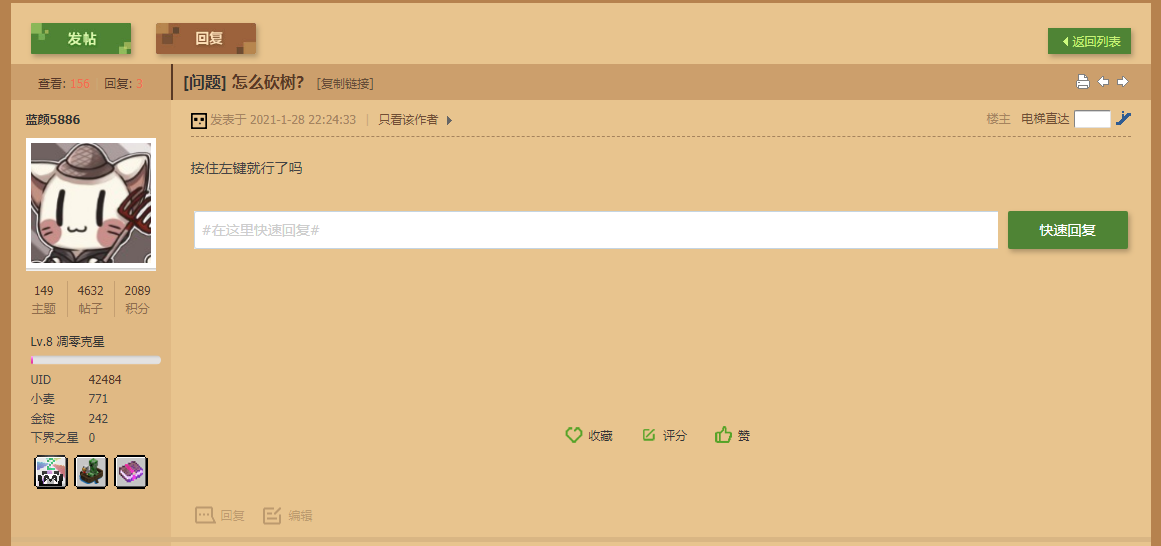 发帖
回复
返回列表
查看: 156 回复: 3
[问题] 怎么砍树? [复制链接]
蓝颜5886
发表于 2021-1-28 22:24:33 | 只看该作者
楼主 电梯直达
按住左键就行了吗
#在这里快速回复#
快速回复
149 4632 2089
主题 帖子 积分
Lv.8 凋零克星
UID 42484
小麦 771
金锭 242
下界之星 0
收藏 评分 赞
回复 编辑